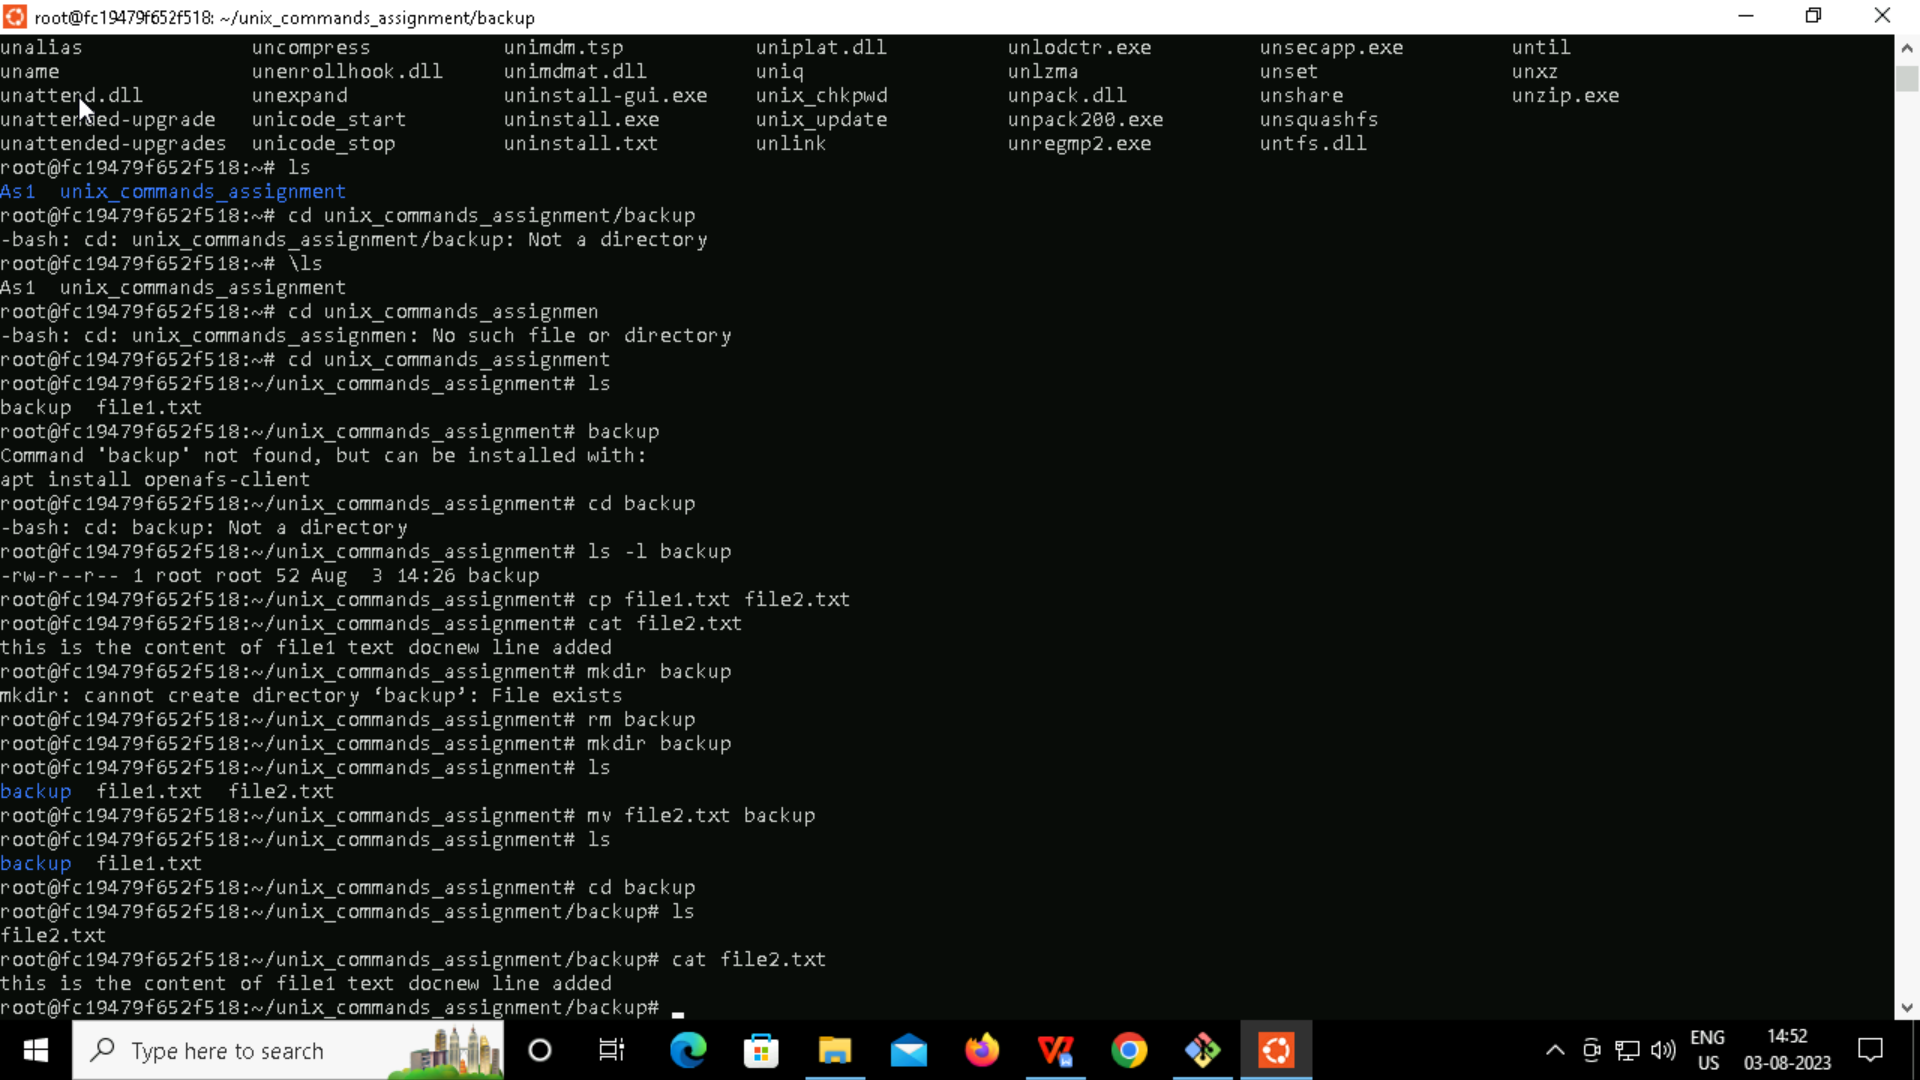 root@fc19479f652f518: ~/unix_commands_assignment/backup
unalias uncompress unimdm.tsp uniplat.dll unlodctr.exe unsecapp.exe until
uname unenrollhook.dll unimdmat.dll uniq unlzma unset unxz
unattend.dll unexpand uninstall-gui.exe unix_chkpwd unpack.dll unshare unzip.exe
unattended-upgrade unicode_start uninstall.exe unix_update unpack200.exe unsquashfs
unattended-upgrades unicode_stop uninstall.txt unlink unregmp2.exe untfs.dll
root@fc19479f652f518:~# ls
As1 unix_commands_assignment
root@fc19479f652f518:~# cd unix_commands_assignment/backup
-bash: cd: unix_commands_assignment/backup: Not a directory
root@fc19479f652f518:~# \ls
As1 unix_commands_assignment
root@fc19479f652f518:~# cd unix_commands_assignmen
-bash: cd: unix_commands_assignmen: No such file or directory
root@fc19479f652f518:~# cd unix_commands_assignment
root@fc19479f652f518:~/unix_commands_assignment# ls
backup file1.txt
root@fc19479f652f518:~/unix_commands_assignment# backup
Command 'backup' not found, but can be installed with:
apt install openafs-client
root@fc19479f652f518:~/unix_commands_assignment# cd backup
-bash: cd: backup: Not a directory
root@fc19479f652f518:~/unix_commands_assignment# ls -l backup
-rw-r--r-- 1 root root 52 Aug  3 14:26 backup
root@fc19479f652f518:~/unix_commands_assignment# cp file1.txt file2.txt
root@fc19479f652f518:~/unix_commands_assignment# cat file2.txt
this is the content of file1 text docnew line added
root@fc19479f652f518:~/unix_commands_assignment# mkdir backup
mkdir: cannot create directory ‘backup’: File exists
root@fc19479f652f518:~/unix_commands_assignment# rm backup
root@fc19479f652f518:~/unix_commands_assignment# mkdir backup
root@fc19479f652f518:~/unix_commands_assignment# ls
backup file1.txt file2.txt
root@fc19479f652f518:~/unix_commands_assignment# mv file2.txt backup
root@fc19479f652f518:~/unix_commands_assignment# ls
backup file1.txt
root@fc19479f652f518:~/unix_commands_assignment# cd backup
root@fc19479f652f518:~/unix_commands_assignment/backup# ls
file2.txt
root@fc19479f652f518:~/unix_commands_assignment/backup# cat file2.txt
this is the content of file1 text docnew line added
root@fc19479f652f518:~/unix_commands_assignment/backup#
Type here to search
ENG
US
14:52
03-08-2023